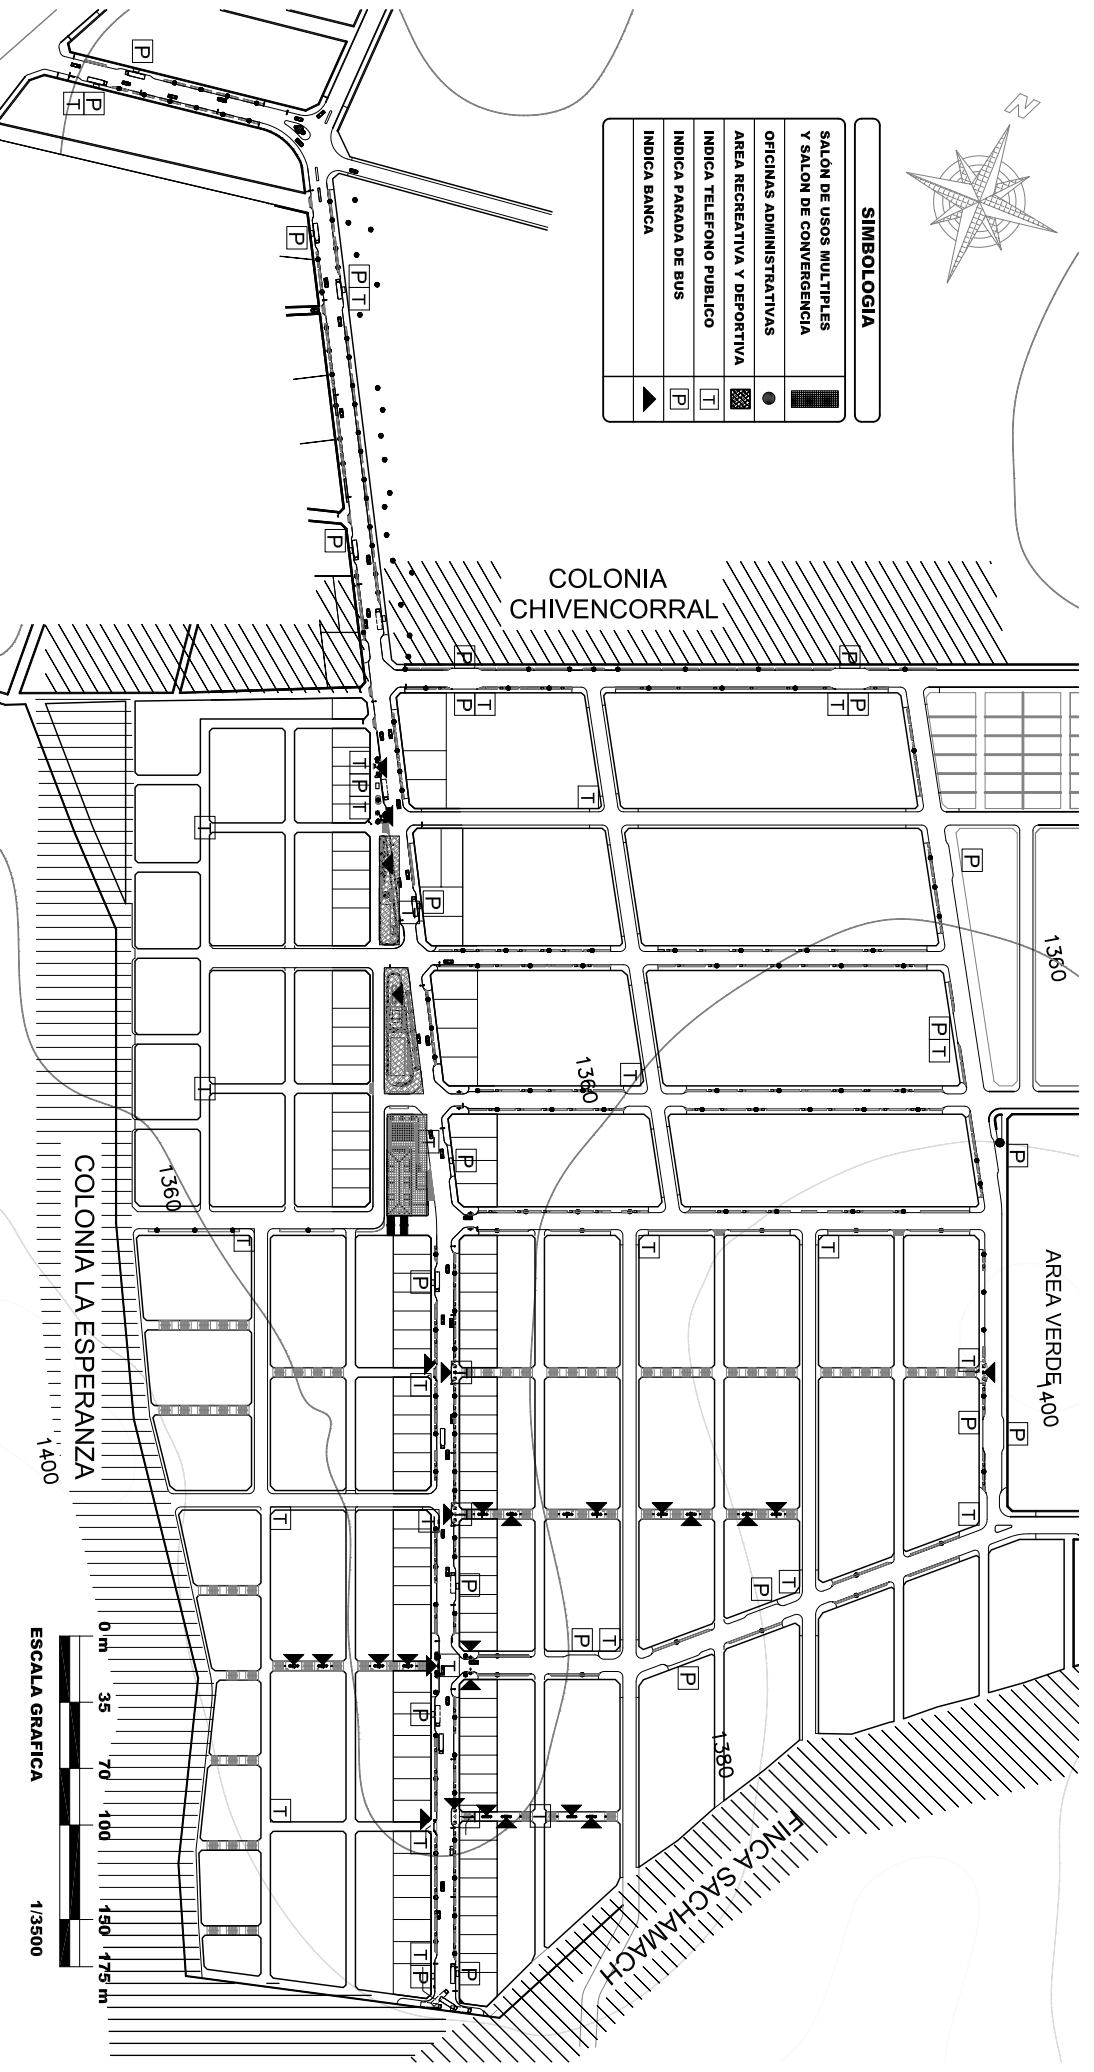 N
SIMBOLOGIA
SALÓN DE USOS MULTIPLES
Y SALON DE CONVERGENCIA
OFICINAS ADMINISTRATIVAS
AREA RECREATIVA Y DEPORTIVA
INDICA TELEFONO PUBLICO
T
INDICA PARADA DE BUS
P
INDICA BANCA
COLONIA
CHIVENCORRAL
1360
1360
1360
AREA VERDE
1400
COLONIA LA ESPERANZA
1400
1380
FINCA SACHAMACH
0 m
35
70
100
150
175 m
ESCALA GRAFICA
1/3500